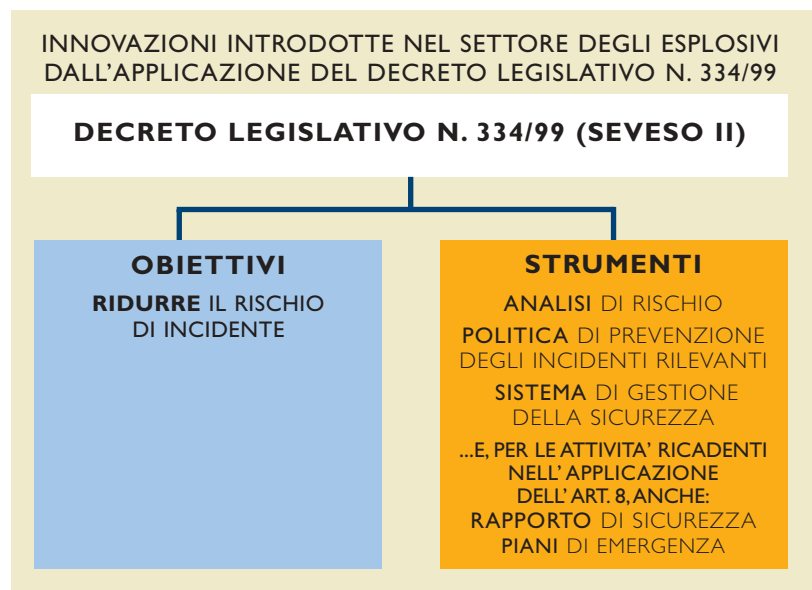 INNOVAZIONI INTRODOTTE NEL SETTORE DEGLI ESPLOSIVI
DALL'APPLICAZIONE DEL DECRETO LEGISLATIVO N. 334/99
DECRETO LEGISLATIVO N. 334/99 (SEVESO II)
OBIETTIVI
RIDURRE IL RISCHIO
DI INCIDENTE
STRUMENTI
ANALISI DI RISCHIO
POLITICA DI PREVENZIONE
DEGLI INCIDENTI RILEVANTI
SISTEMA DI GESTIONE
DELLA SICUREZZA
...E, PER LE ATTIVITA' RICADENTI
NELL'APPLICAZIONE
DELL'ART. 8, ANCHE:
RAPPORTO DI SICUREZZA
PIANI DI EMERGENZA